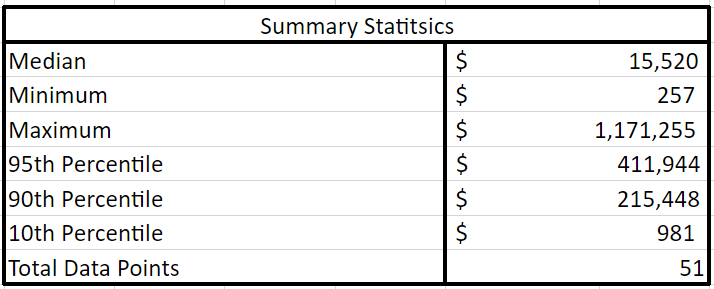 Summary Statitsics
Median $ 15,520
Minimum $ 257
Maximum $ 1,171,255
95th Percentile $ 411,944
90th Percentile $ 215,448
10th Percentile $ 981
Total Data Points 51